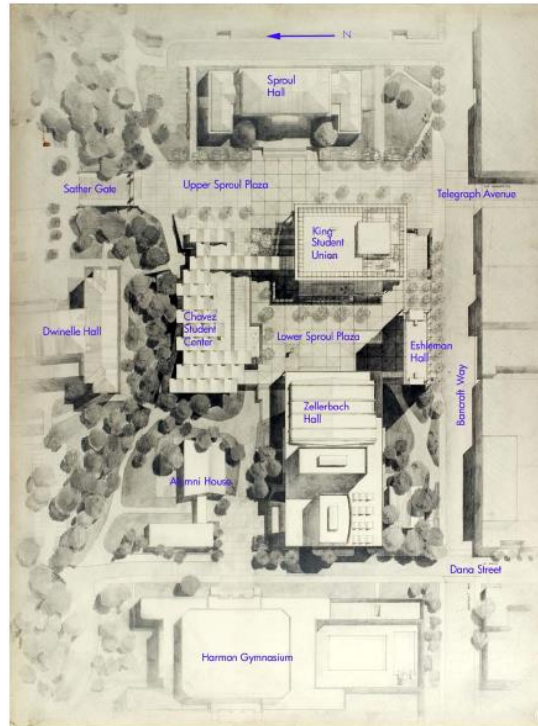 N
Sproul
Hall
Sather Gate
Upper Sproul Plaza
Telegraph Avenue
King
Student
Union
Dwinelle Hall
Chavez
Student
Center
Lower Sproul Plaza
Eshleman
Hall
Bancroft Way
Zellerbach
Hall
Alumni House
Dana Street
Harmon Gymnasium